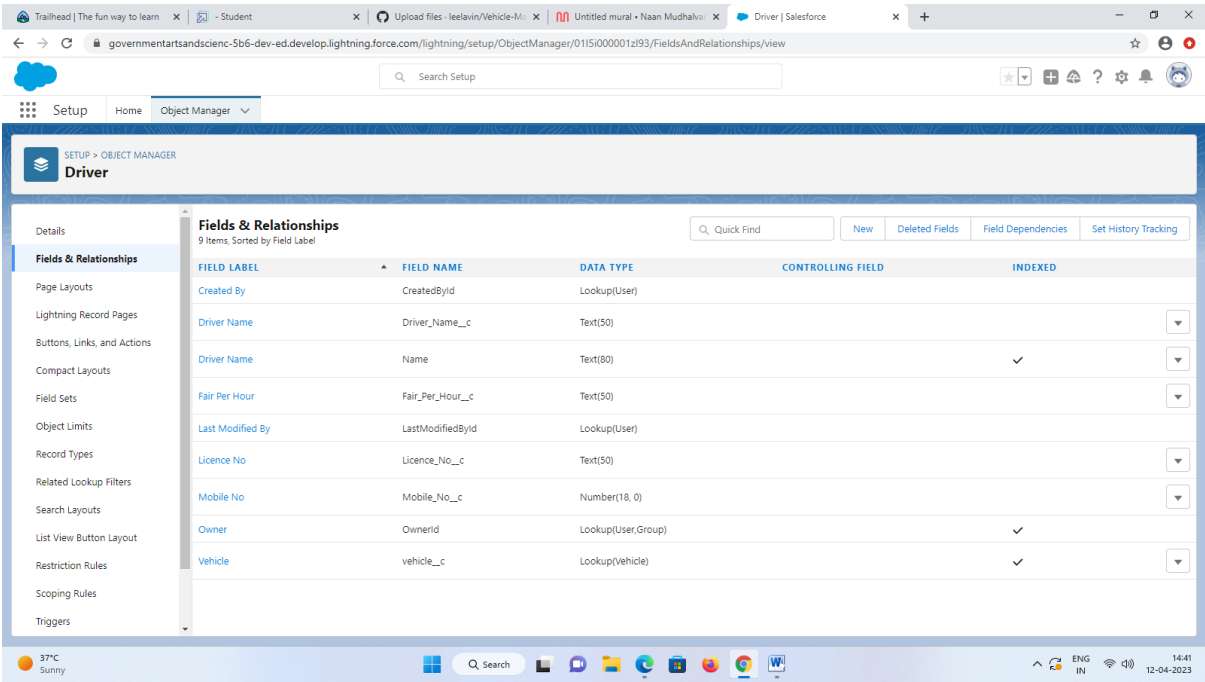 Trailhead | The fun way to learn
- Student
Upload files · leelavin/Vehicle-Ma
Untitled mural • Naan Mudhalvan
Driver | Salesforce
governmentartsandscienc-5b6-dev-ed.develop.lightning.force.com/lightning/setup/ObjectManager/01I5i000001zI93/FieldsAndRelationships/view
Search Setup
Setup
Home
Object Manager
SETUP > OBJECT MANAGER
Driver
Details
Fields & Relationships
Page Layouts
Lightning Record Pages
Buttons, Links, and Actions
Compact Layouts
Field Sets
Object Limits
Record Types
Related Lookup Filters
Search Layouts
List View Button Layout
Restriction Rules
Scoping Rules
Triggers
Fields & Relationships
9 Items, Sorted by Field Label
Quick Find
New
Deleted Fields
Field Dependencies
Set History Tracking
FIELD LABEL FIELD NAME DATA TYPE CONTROLLING FIELD INDEXED
Created By CreatedById Lookup(User)
Driver Name Driver_Name__c Text(50)
Driver Name Name Text(80)
Fair Per Hour Fair_Per_Hour__c Text(50)
Last Modified By LastModifiedById Lookup(User)
Licence No Licence_No__c Text(50)
Mobile No Mobile_No__c Number(18, 0)
Owner OwnerId Lookup(User,Group)
Vehicle vehicle__c Lookup(Vehicle)
37°C
Sunny
Search
ENG
IN
14:41
12-04-2023